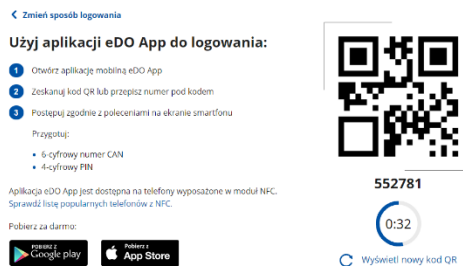 Zmień sposób logowania
Użyj aplikacji eDO App do logowania:
1 Otwórz aplikację mobilną eDO App
2 Zeskanuj kod QR lub przepisz numer pod kodem
3 Postępuj zgodnie z poleceniami na ekranie smartfonu
Przygotuj:
6-cyfrowy numer CAN
4-cyfrowy PIN
Aplikacja eDO App jest dostępna na telefony wyposażone w moduł NFC.
Sprawdź listę popularnych telefonów z NFC.
Pobierz za darmo:
POBIERZ Z
Google play
Pobierz z
App Store
552781
0:32
Wyświetl nowy kod QR